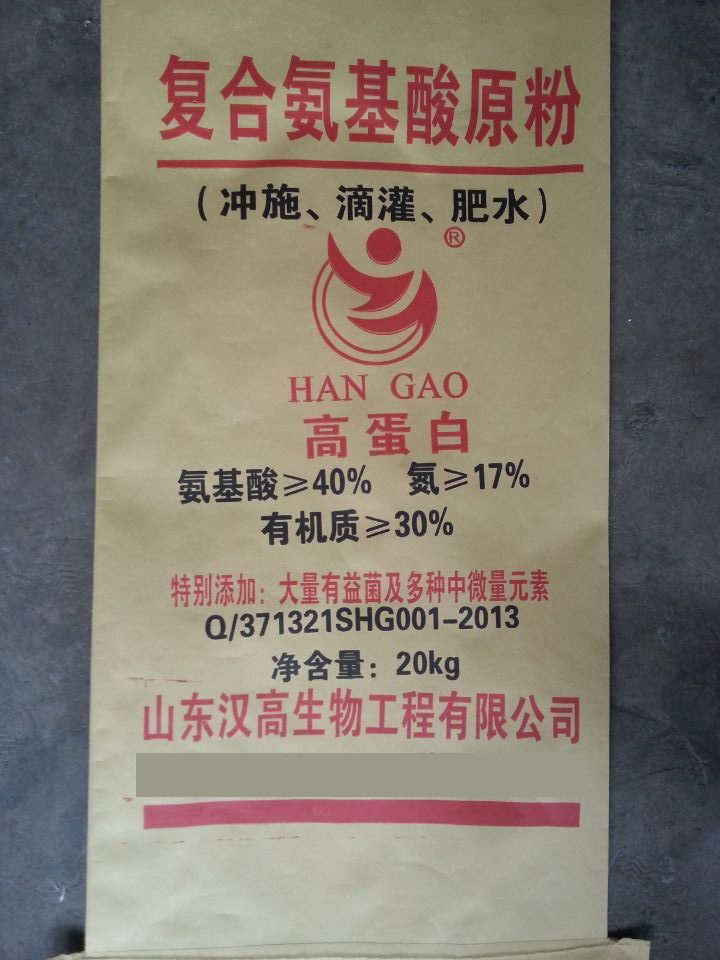 复合氨基酸原粉
（冲施、滴灌、肥水）
®
HAN GAO
高蛋白
氨基酸≥40% 氮≥17%
有机质≥30%
特别添加：大量有益菌及多种中微量元素
Q/371321SHG001-2013
净含量：20kg
山东汉高生物工程有限公司